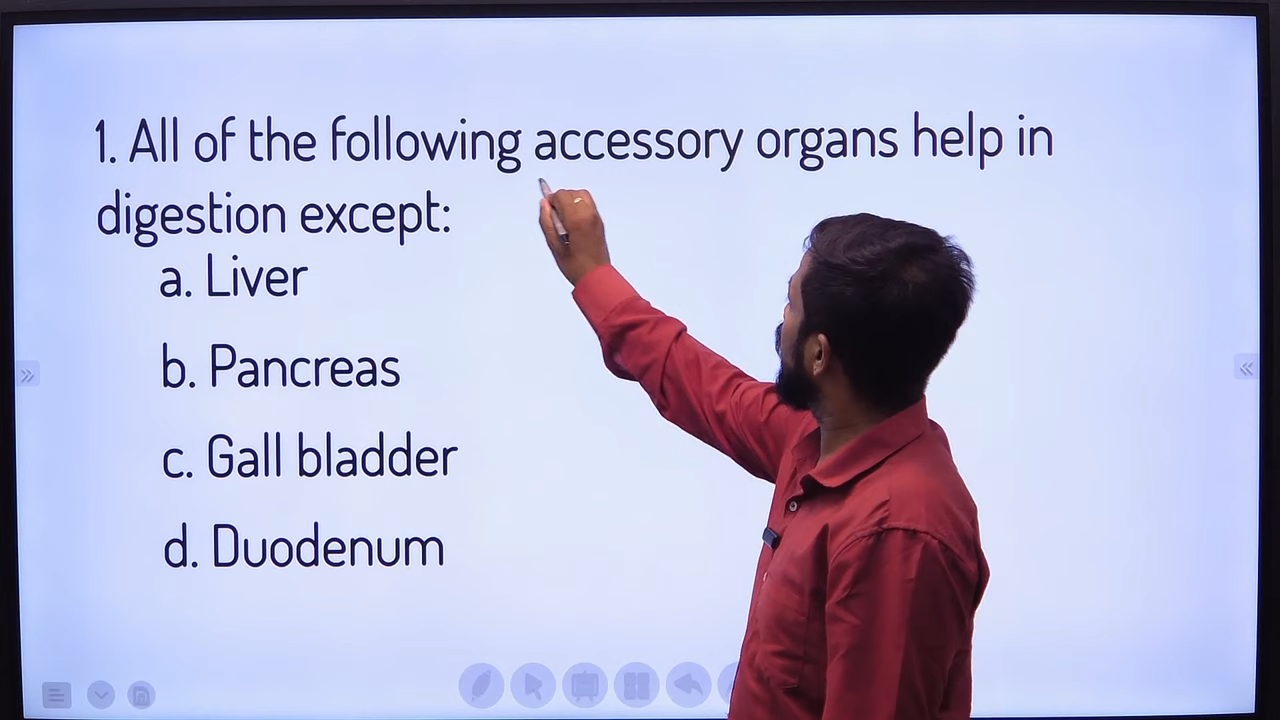 1. All of the following accessory organs help in
digestion except:
a. Liver
b. Pancreas
c. Gall bladder
d. Duodenum